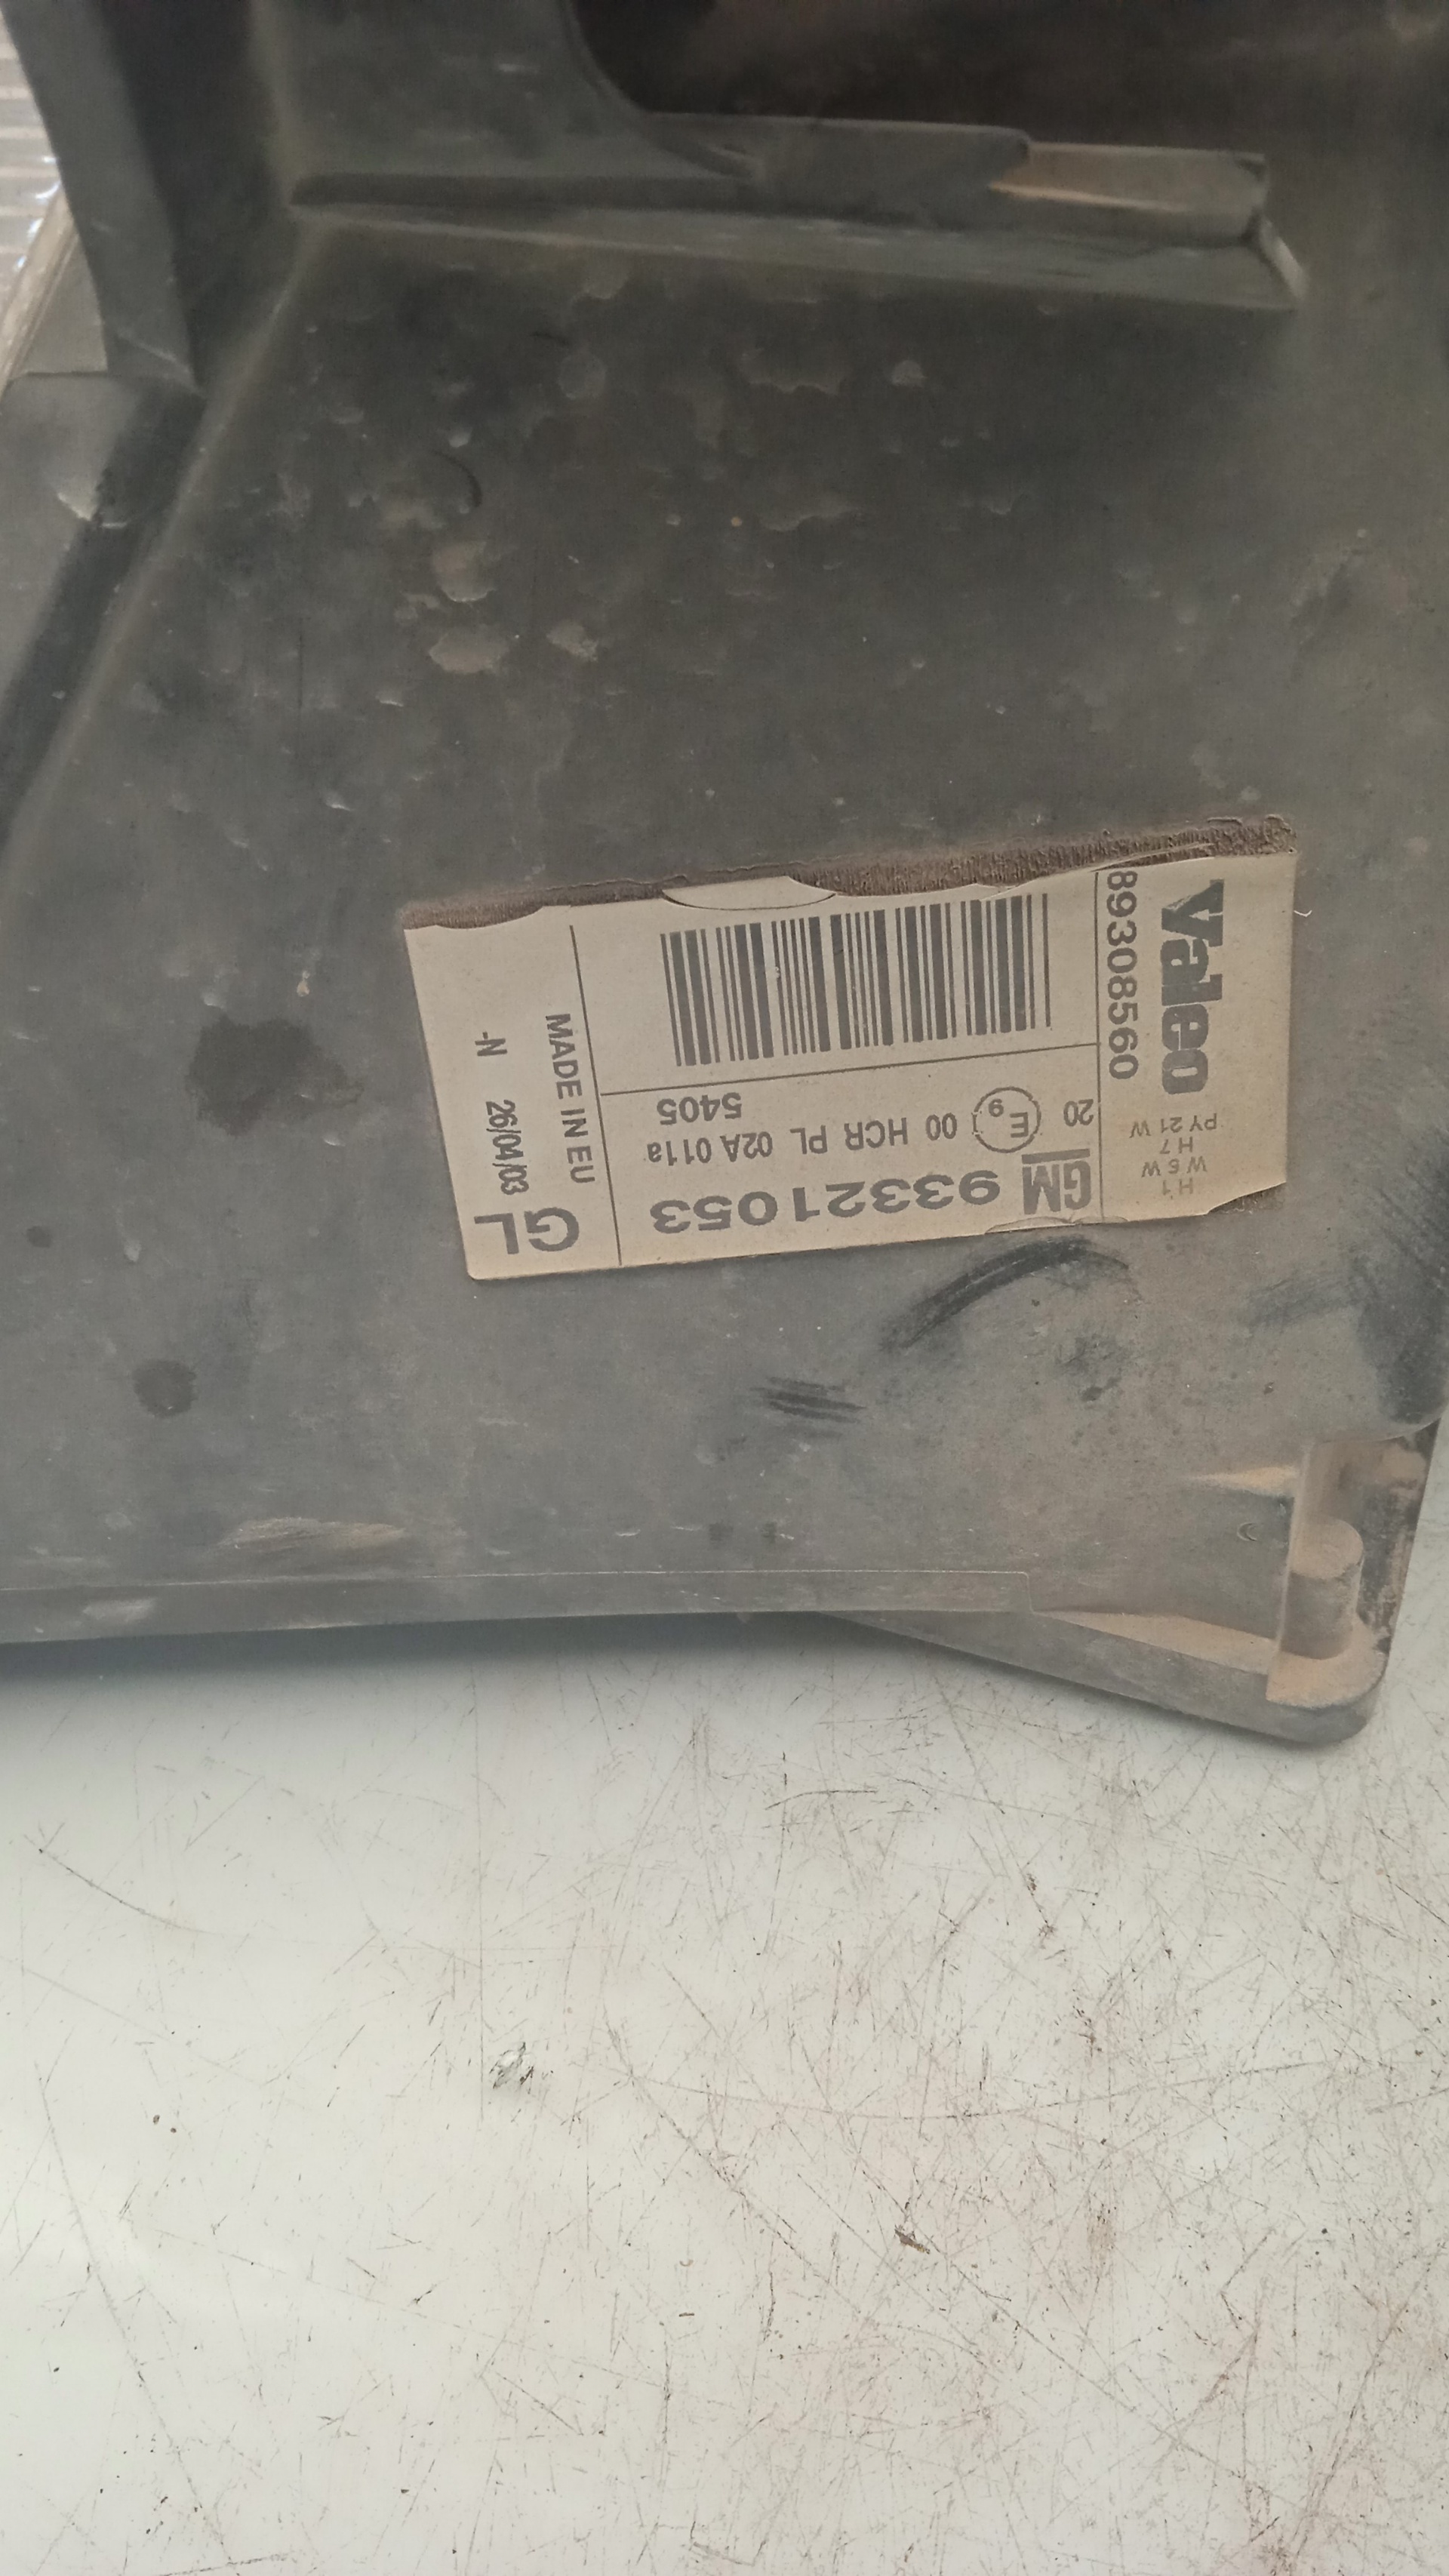 Valeo
89308560
H1
W 5 W
H7
PY 21 W
GM 93321053
20 E9 00 HCR PL 02A 011a
5405
GL
MADE IN EU
-N 26/04/03